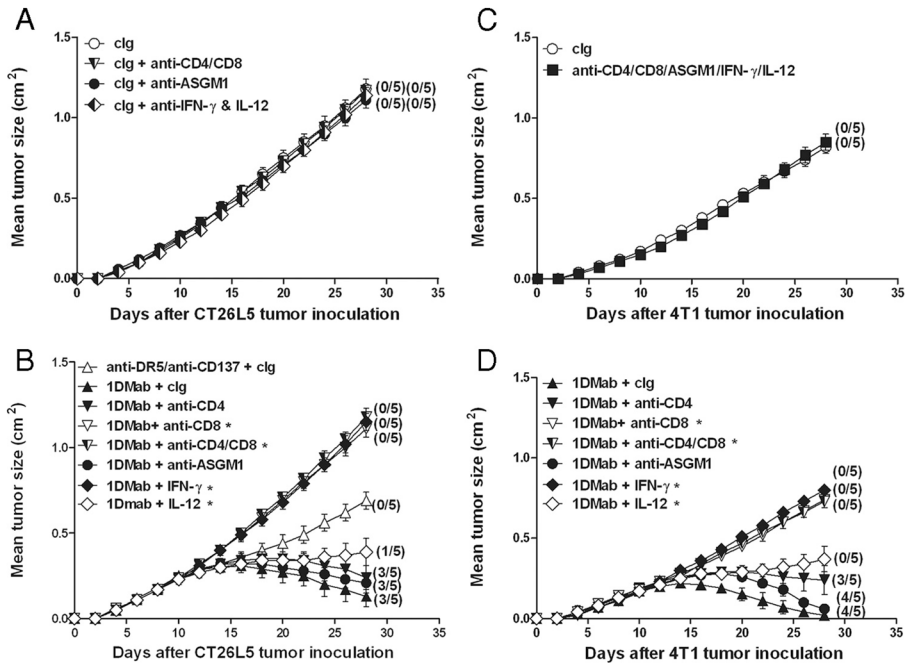 A
cIg
cIg + anti-CD4/CD8
cIg + anti-ASGM1
cIg + anti-IFN-γ & IL-12
(0/5)(0/5)
(0/5)(0/5)
Mean tumor size (cm2)
1.5
1.0
0.5
0.0
0 5 10 15 20 25 30 35
Days after CT26L5 tumor inoculation
C
cIg
anti-CD4/CD8/ASGM1/IFN-γ/IL-12
(0/5)
(0/5)
Mean tumor size (cm2)
1.5
1.0
0.5
0.0
0 5 10 15 20 25 30 35
Days after 4T1 tumor inoculation
B
anti-DR5/anti-CD137 + cIg
1DMab + cIg
1DMab + anti-CD4
1DMab+ anti-CD8 *
1DMab + anti-CD4/CD8 *
1DMab + anti-ASGM1
1DMab + IFN-γ *
1Dmab + IL-12 *
(0/5)
(0/5)
(0/5)
(0/5)
(1/5)
(3/5)
(3/5)
(3/5)
Mean tumor size (cm2)
1.5
1.0
0.5
0.0
0 5 10 15 20 25 30 35
Days after CT26L5 tumor inoculation
D
1DMab + cIg
1DMab + anti-CD4
1DMab+ anti-CD8 *
1DMab + anti-CD4/CD8 *
1DMab + anti-ASGM1
1DMab + IFN-γ *
1DMab + IL-12 *
(0/5)
(0/5)
(0/5)
(0/5)
(3/5)
(4/5)
(4/5)
Mean tumor size (cm2)
1.5
1.0
0.5
0.0
0 5 10 15 20 25 30 35
Days after 4T1 tumor inoculation